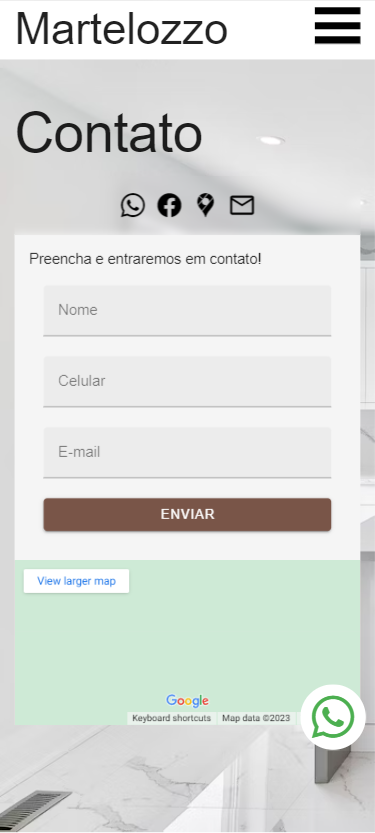 Martelozzo
Contato
Preencha e entraremos em contato!
Nome
Celular
E-mail
ENVIAR
View larger map
Google
Keyboard shortcuts Map data ©2023